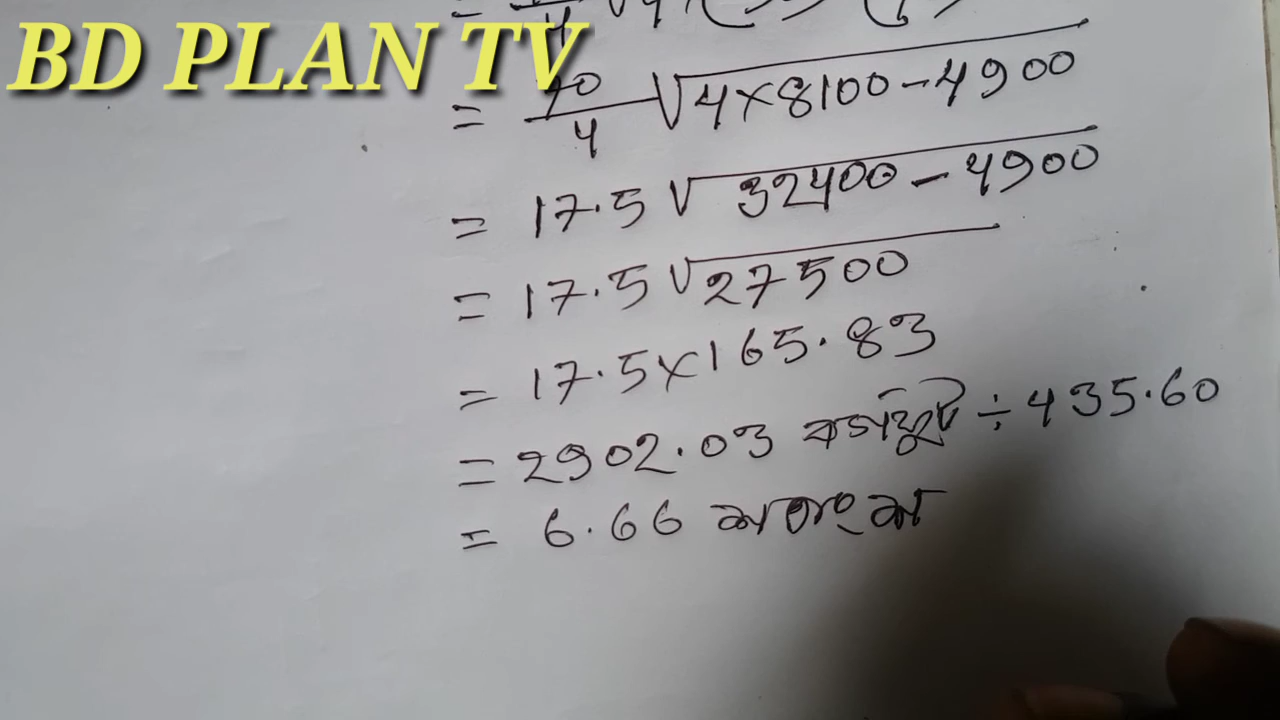 BD PLAN TV
= 70/4 √4×8100-4900
= 17.5 √32400-4900
= 17.5 √27500
= 17.5×165.83
= 2902.03 বর্গফুট ÷ 435.60
= 6.66 শতাংশ